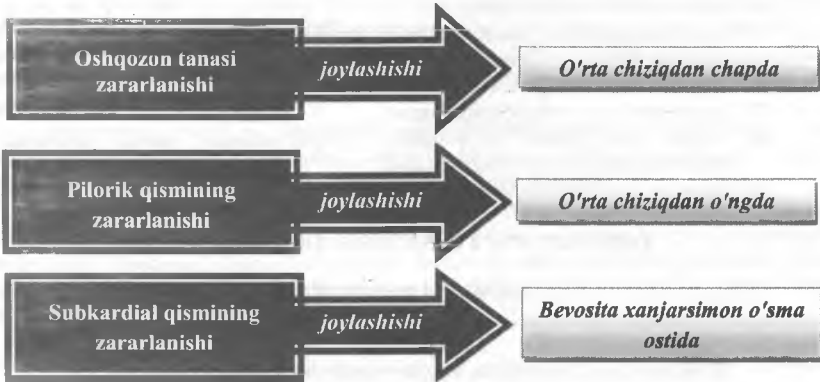 Oshqozon tanasi
zararlanishi
joylashishi
O'rta chiziqdan chapda
Pilorik qismining
zararlanishi
joylashishi
O'rta chiziqdan o'ngda
Subkardial qismining
zararlanishi
joylashishi
Bevosita xanjarsimon o'sma
ostida